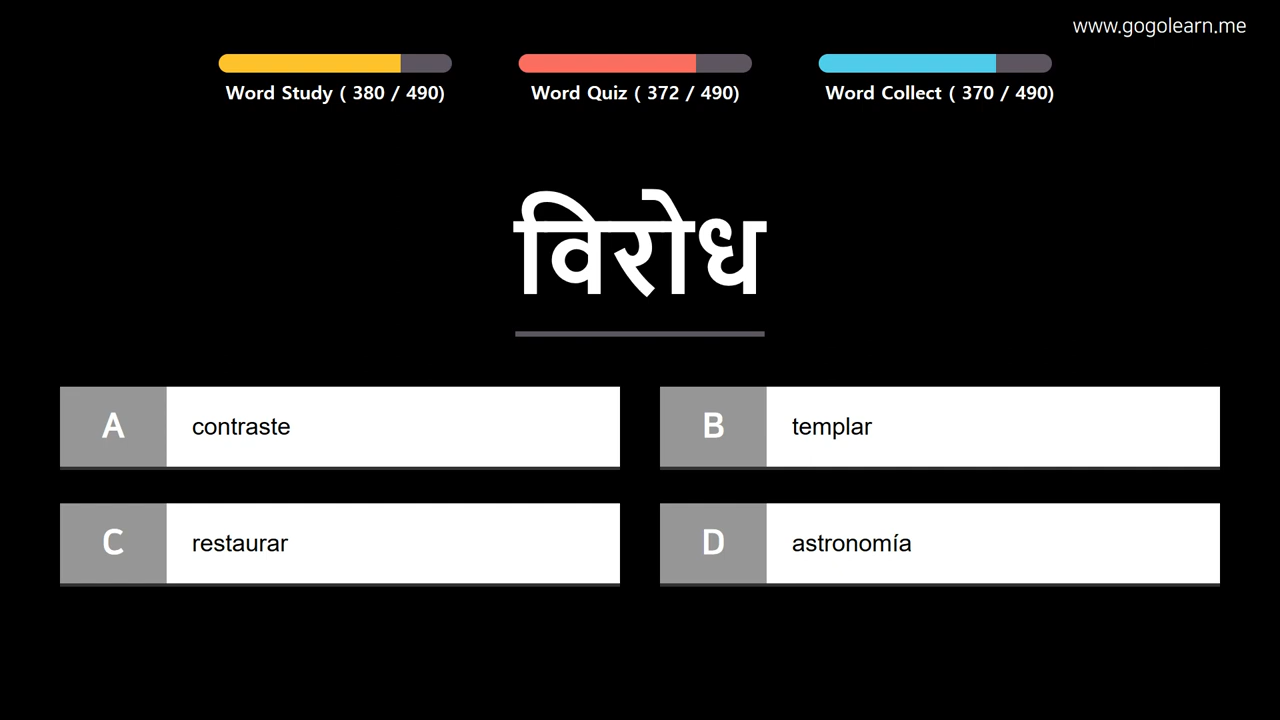 www.gogolearn.me
Word Study ( 380 / 490)
Word Quiz ( 372 / 490)
Word Collect ( 370 / 490)
विरोध
A contraste
B templar
C restaurar
D astronomía